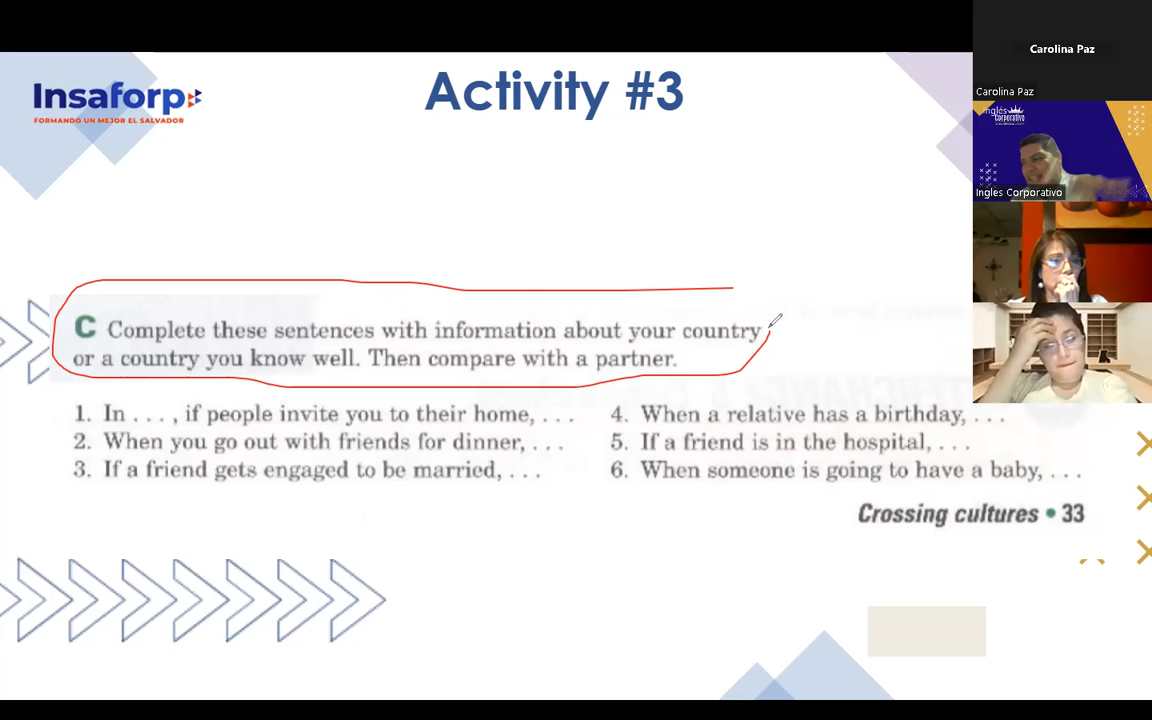 Insaforp
FORMANDO UN MEJOR EL SALVADOR
Activity #3
C Complete these sentences with information about your country
or a country you know well. Then compare with a partner.
1. In . . . . , if people invite you to their home, . . .
2. When you go out with friends for dinner, . . .
3. If a friend gets engaged to be married, . . .
4. When a relative has a birthday, . . .
5. If a friend is in the hospital, . . .
6. When someone is going to have a baby, . . .
Crossing cultures • 33
Carolina Paz
Carolina Paz
Inglés
Corporativo
Ingles Corporativo